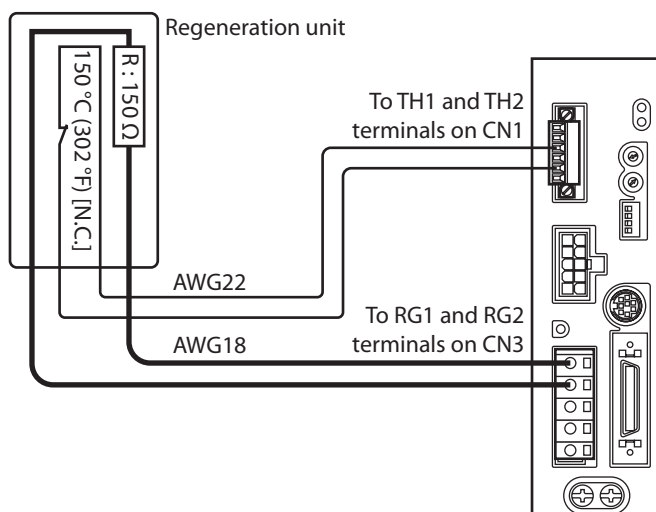 Regeneration unit
R : 150 Ω
150 °C (302 °F) [N.C.]
To TH1 and TH2
terminals on CN1
AWG22
To RG1 and RG2
AWG18
terminals on CN3